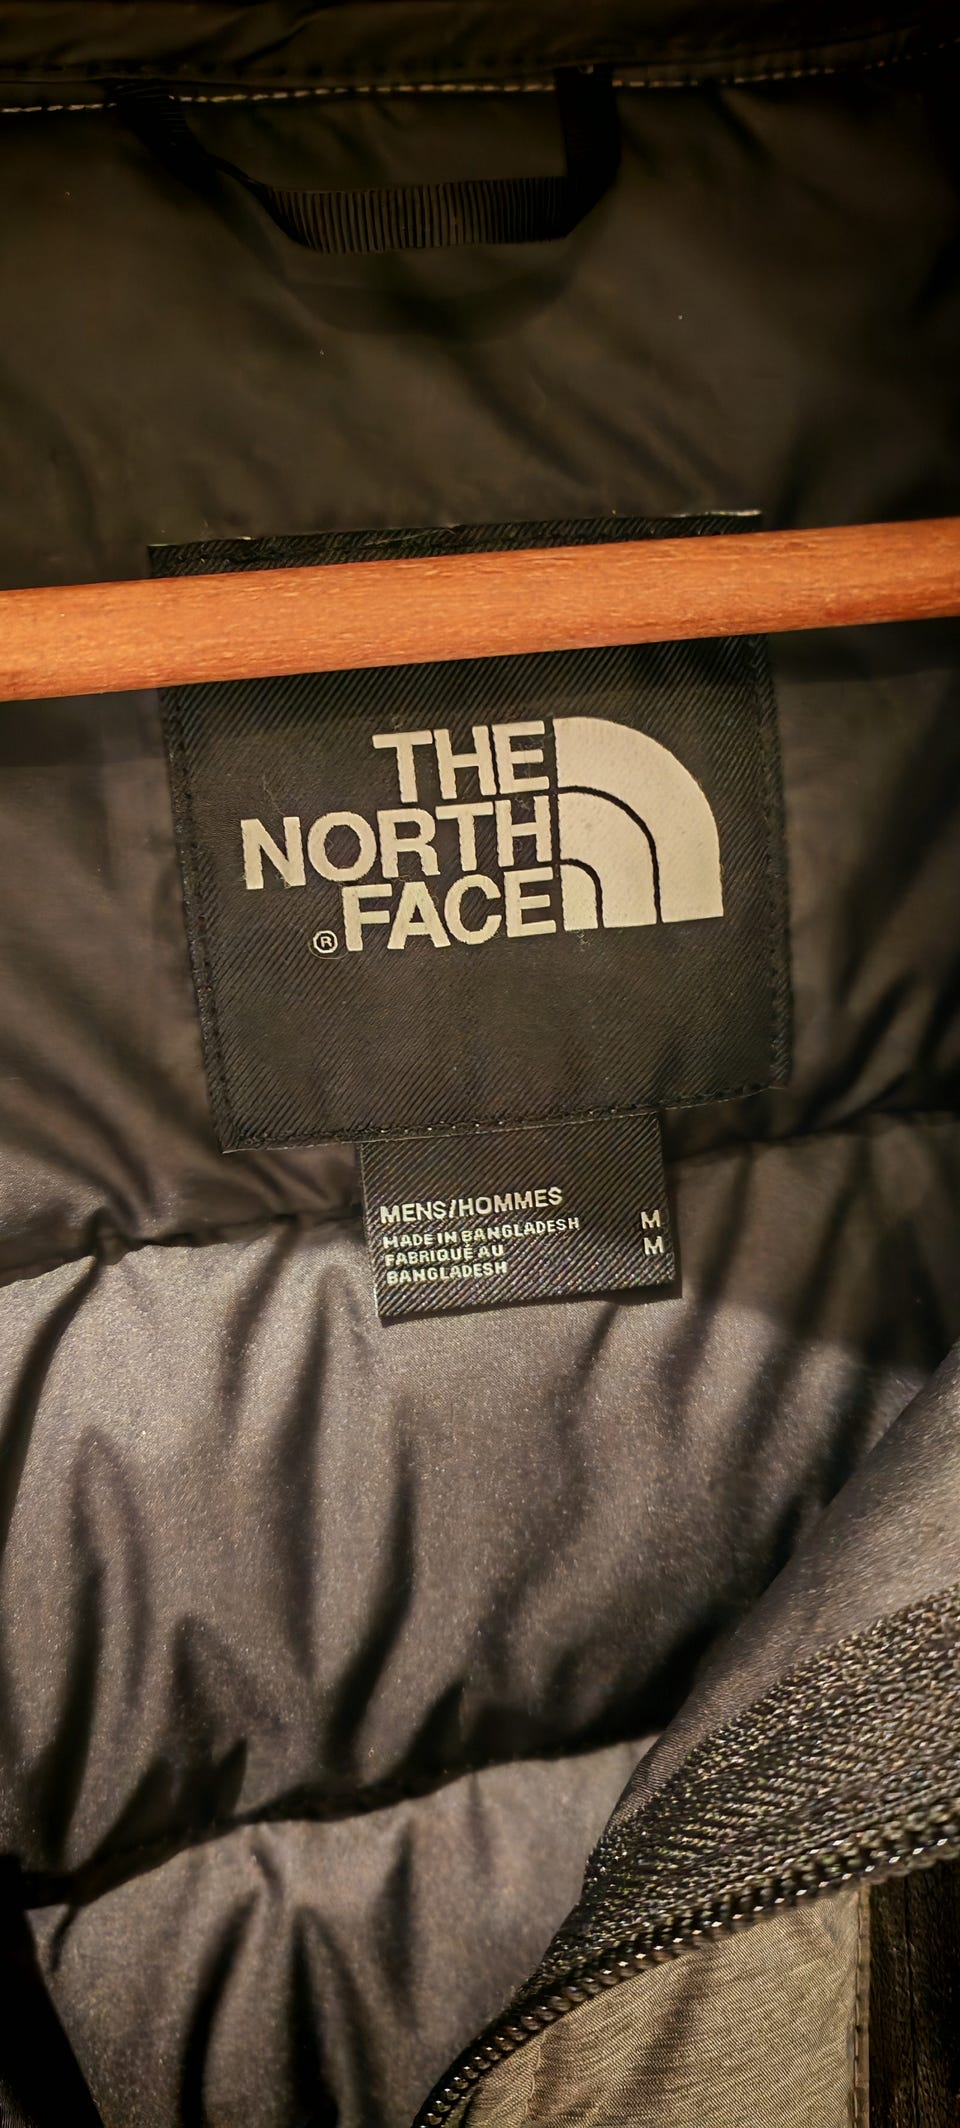 THE
NORTH
® FACE
MENS/HOMMES
MADE IN BANGLADESH M
FABRIQUÉ AU M
BANGLADESH